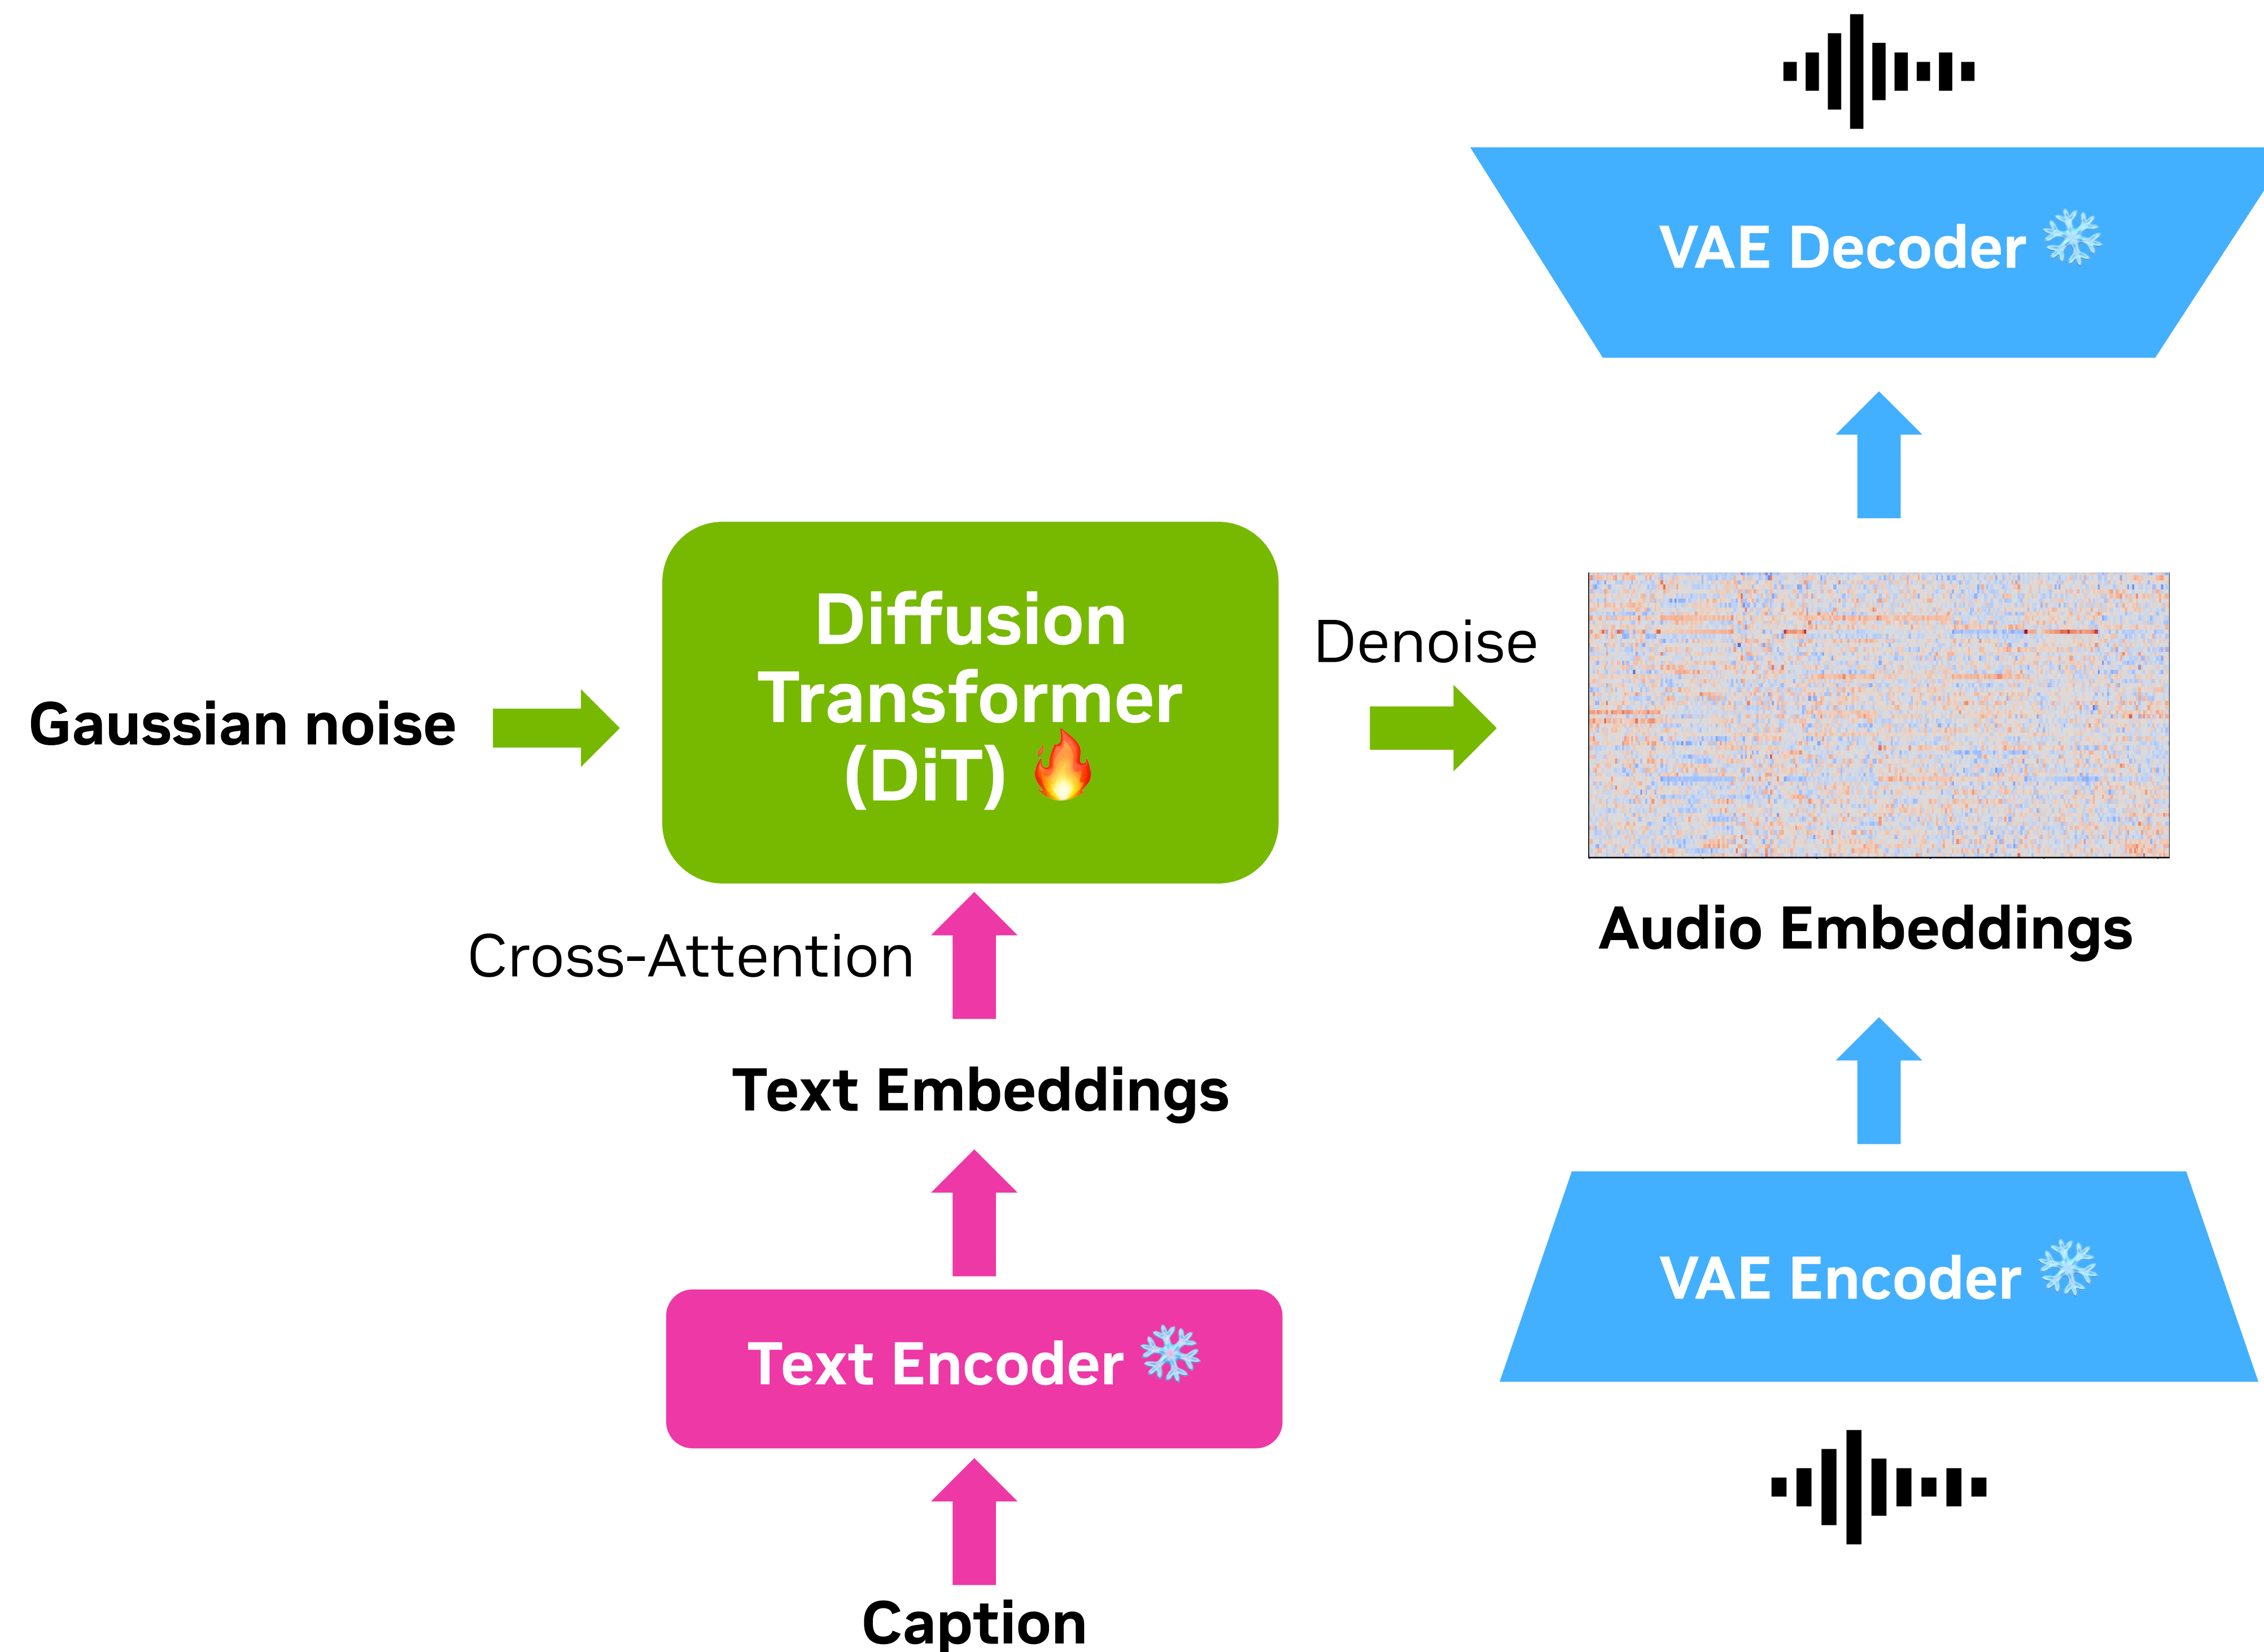 VAE Decoder
Diffusion
Transformer
(DiT)
Denoise
Gaussian noise
Audio Embeddings
Cross-Attention
Text Embeddings
VAE Encoder
Text Encoder
Caption